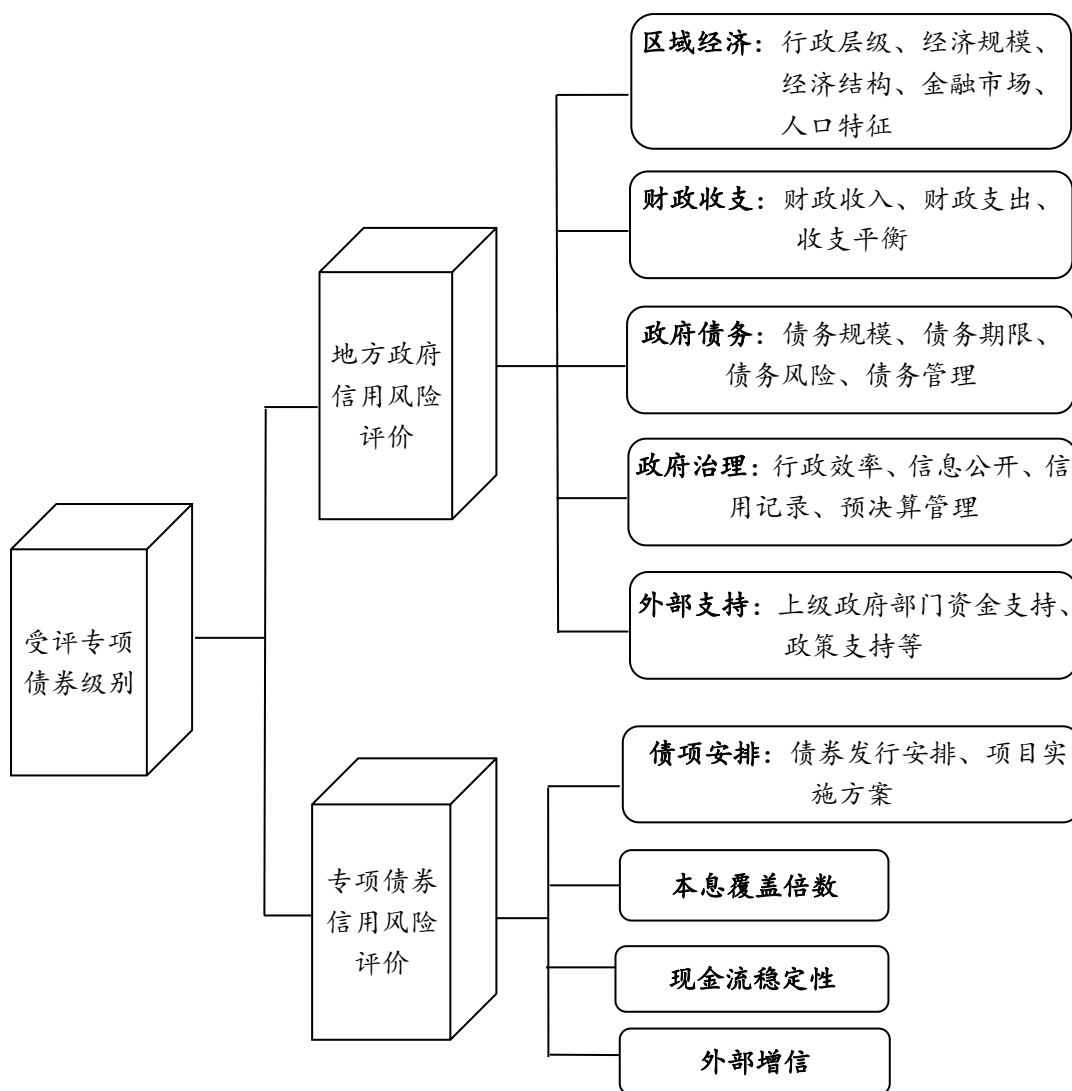 区域经济：行政层级、经济规模、
经济结构、金融市场、
人口特征
财政收支：财政收入、财政支出、
收支平衡
地方政府
信用风险
评价
政府债务：债务规模、债务期限、
债务风险、债务管理
政府治理：行政效率、信息公开、信
用记录、预决算管理
外部支持：上级政府部门资金支持、
政策支持等
受评专项
债券级别
债项安排：债券发行安排、项目实
施方案
专项债券
信用风险
评价
本息覆盖倍数
现金流稳定性
外部增信